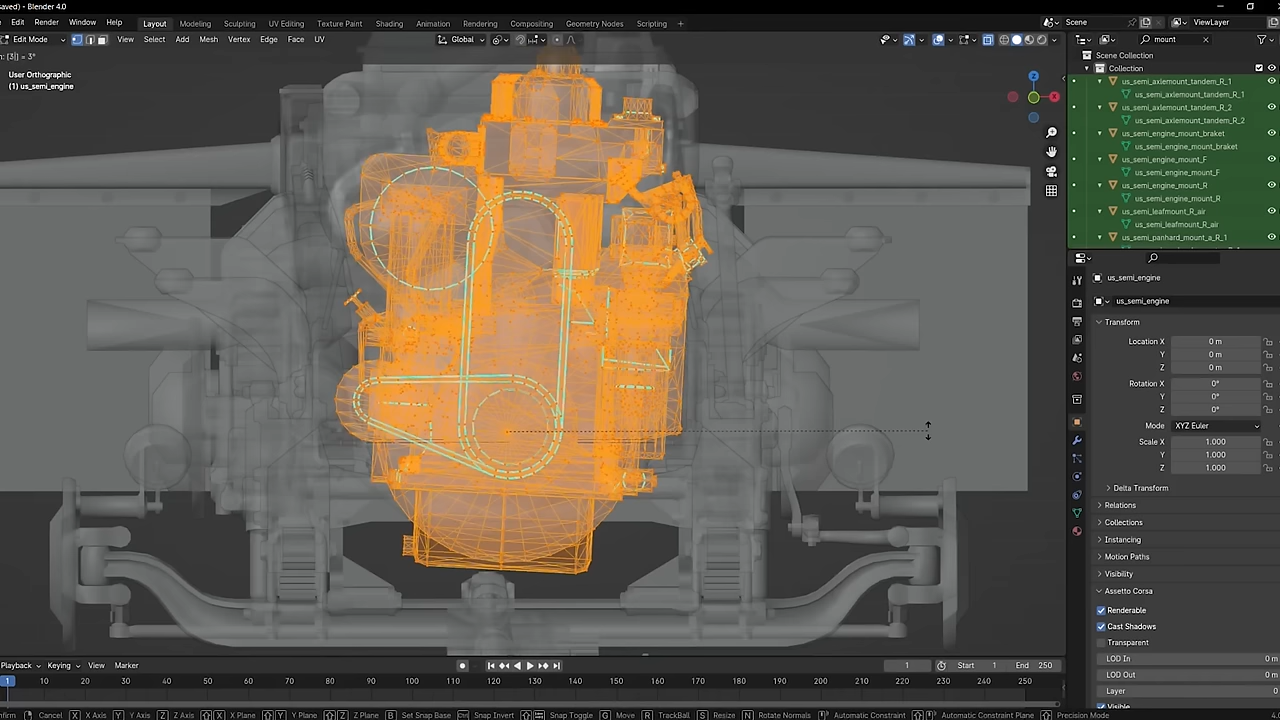 saved) - Blender 4.0
Edit Render Window Help Layout Modeling Sculpting UV Editing Texture Paint Shading Animation Rendering Compositing Geometry Nodes Scripting + Scene ViewLayer
Edit Mode View Select Add Mesh Vertex Edge Face UV Global mount
n: [3|] = 3°
User Orthographic
(1) us_semi_engine
Z
X
Scene Collection
Collection
us_semi_axlemount_tandem_R_1
us_semi_axlemount_tandem_R_1
us_semi_axlemount_tandem_R_2
us_semi_axlemount_tandem_R_2
us_semi_engine_mount_braket
us_semi_engine_mount_braket
us_semi_engine_mount_F
us_semi_engine_mount_F
us_semi_engine_mount_R
us_semi_engine_mount_R
us_semi_leafmount_R_air
us_semi_leafmount_R_air
us_semi_panhard_mount_a_R_1
us_semi_engine
us_semi_engine
Transform
Location X 0 m
Y 0 m
Z 0 m
Rotation X 0°
Y 0°
Z 0°
Mode XYZ Euler
Scale X 1.000
Y 1.000
Z 1.000
Delta Transform
Relations
Collections
Instancing
Motion Paths
Visibility
Assetto Corsa
Renderable
Cast Shadows
Transparent
LOD In 0 m
LOD Out 0 m
Layer 0
Visible
Playback Keying View Marker 1 Start 1 End 250
1 10 20 30 40 50 60 70 80 90 100 110 120 130 140 150 160 170 180 190 200 210 220 230 240 250
nfirm Cancel X X Axis Y Y Axis Z Z Axis X X Plane Y Y Plane Z Z Plane B Set Snap Base Snap Invert Snap Toggle G Move R TrackBall S Resize N Rotate Normals Automatic Constraint Automatic Constraint Plane Precision Mode